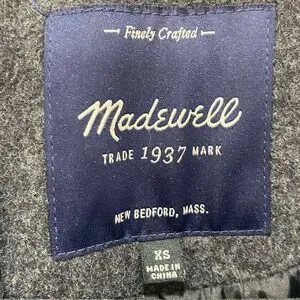 Finely Crafted
Madewell
TRADE 1937 MARK
NEW BEDFORD, MASS.
XS
MADE IN
CHINA